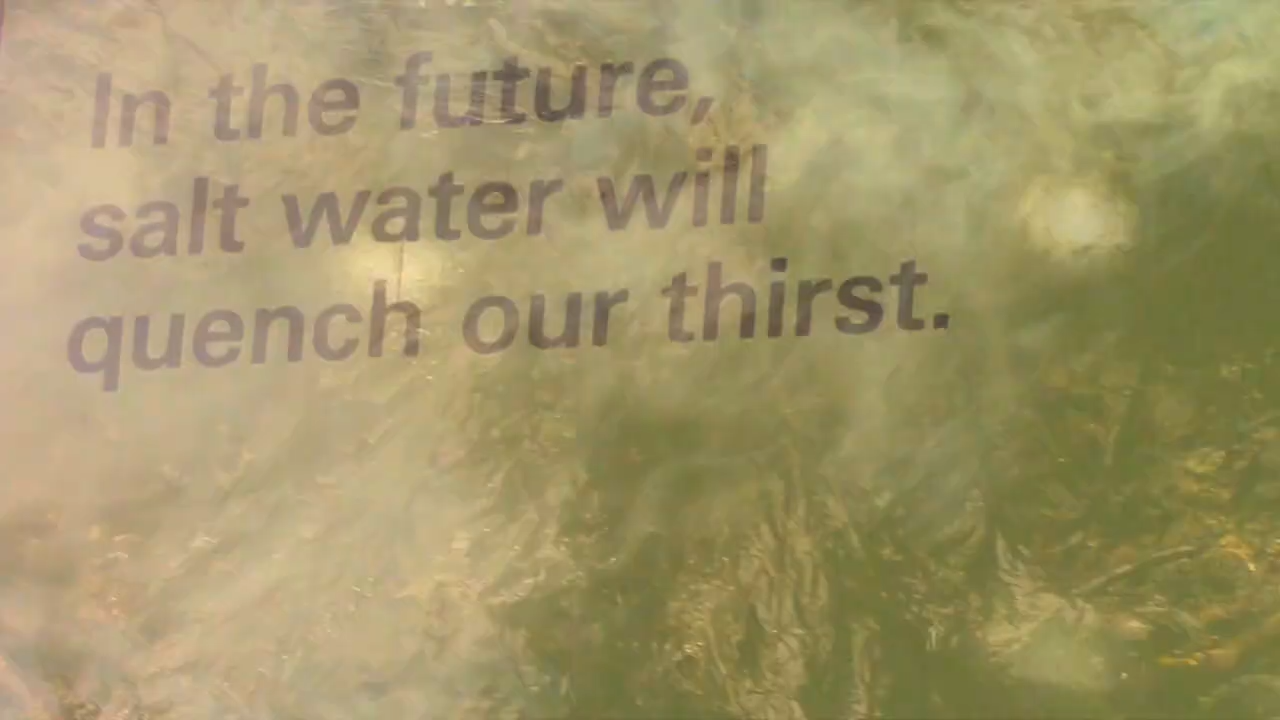 In the future,
salt water will
quench our thirst.